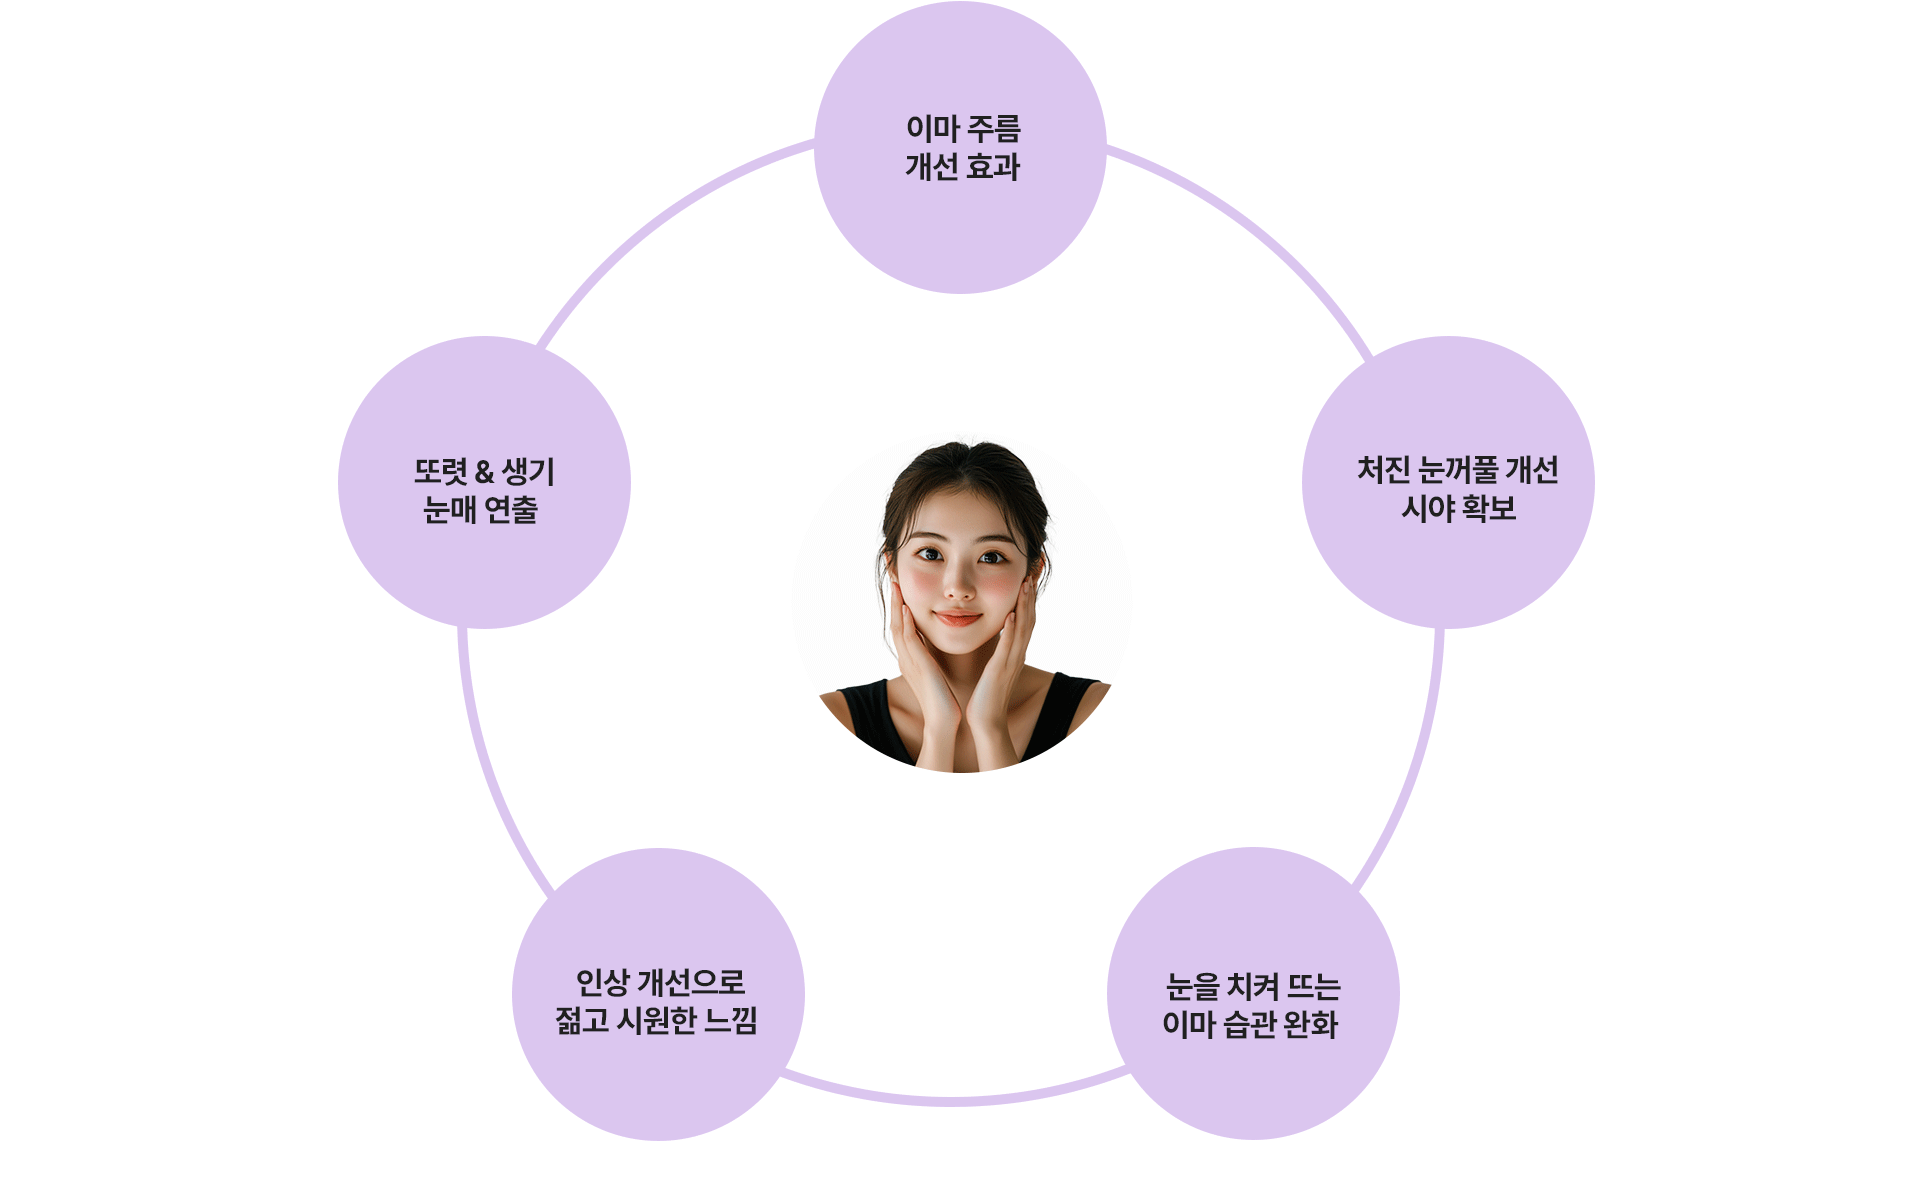 이마 주름
개선 효과
또렷 & 생기
눈매 연출
처진 눈꺼풀 개선
시야 확보
인상 개선으로
젊고 시원한 느낌
눈을 치켜 뜨는
이마 습관 완화